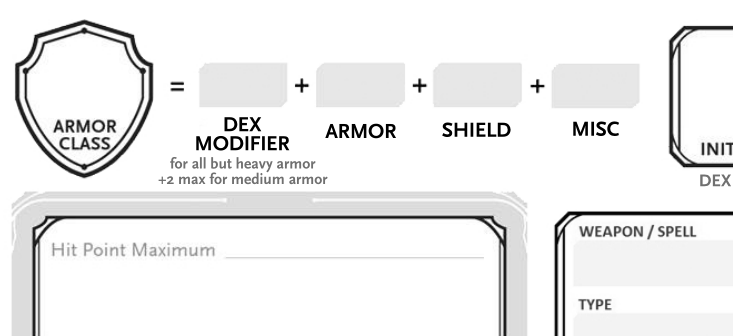 ARMOR
CLASS
=
+
+
+
DEX
MODIFIER
ARMOR
SHIELD
MISC
for all but heavy armor
+2 max for medium armor
INIT
DEX
Hit Point Maximum
WEAPON / SPELL
TYPE